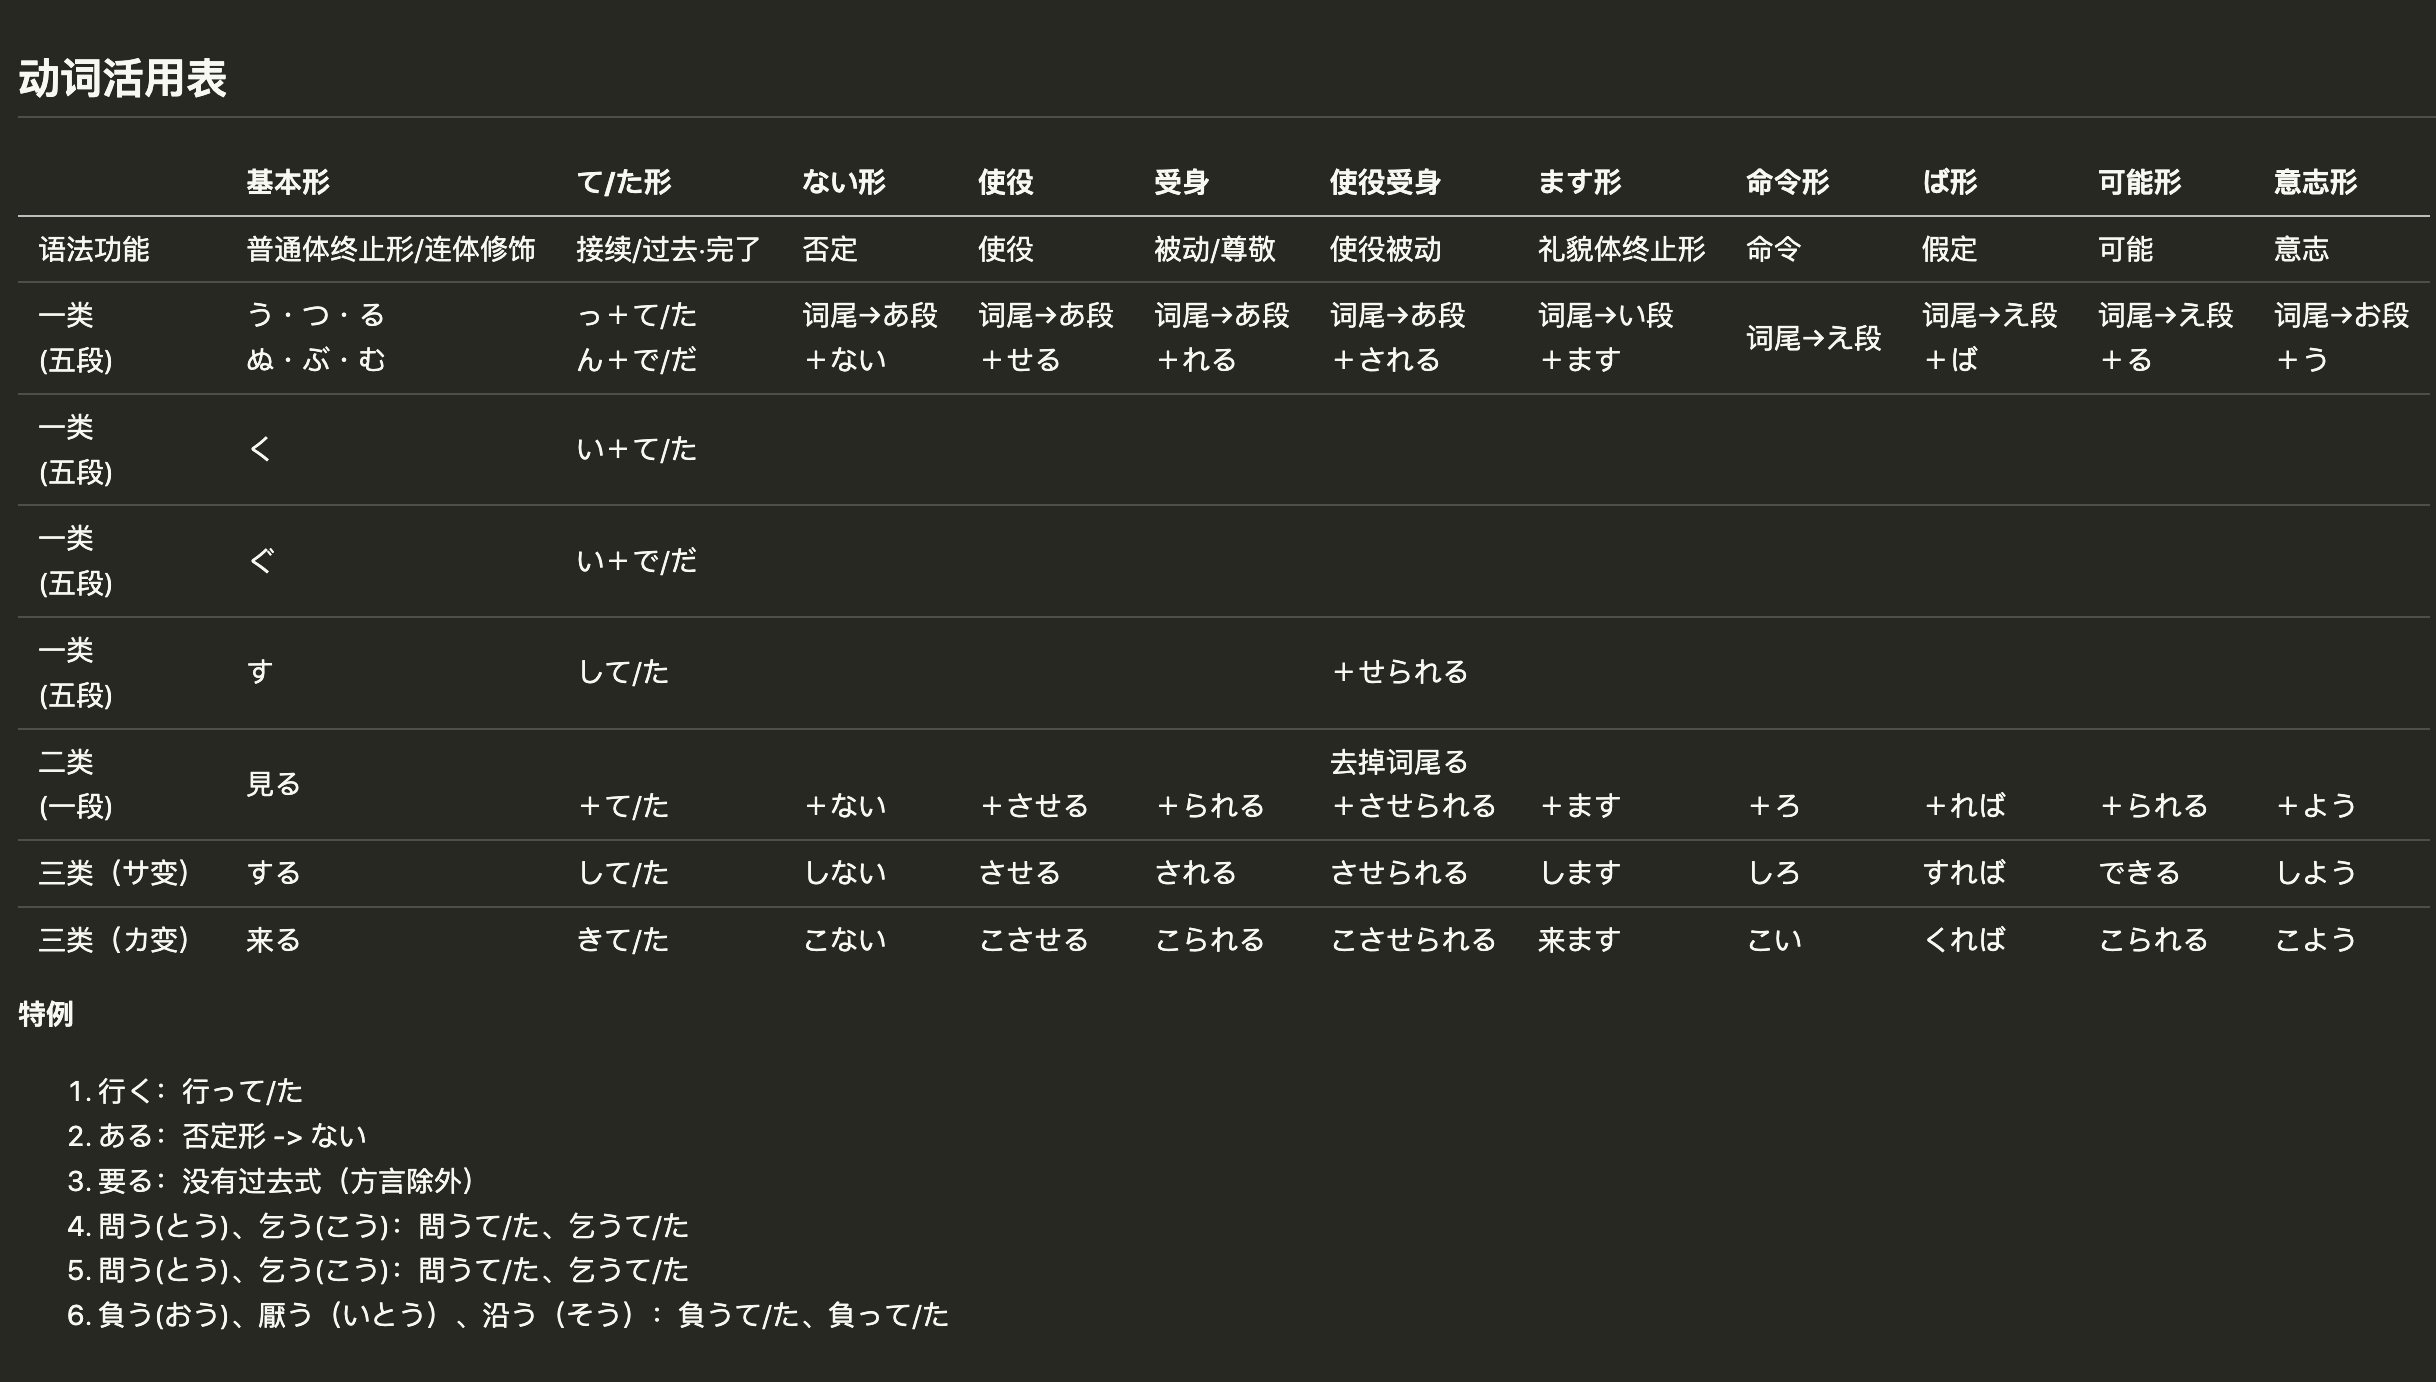 动词活用表
基本形 て/た形 ない形 使役 受身 使役受身 ます形 命令形 ば形 可能形 意志形
语法功能 普通体终止形/连体修饰 接续/过去·完了 否定 使役 被动/尊敬 使役被动 礼貌体终止形 命令 假定 可能 意志
一类 う・つ・る っ＋て/た 词尾→あ段 词尾→あ段 词尾→あ段 词尾→あ段 词尾→い段 词尾→え段 词尾→え段 词尾→え段 词尾→お段
(五段) ぬ・ぶ・む ん＋で/だ ＋ない ＋せる ＋れる ＋される ＋ます ＋ば ＋る ＋う
一类
(五段) く い＋て/た
一类
(五段) ぐ い＋で/だ
一类
(五段) す して/た ＋せられる
二类 見る 去掉词尾る
(一段) ＋て/た ＋ない ＋させる ＋られる ＋させられる ＋ます ＋ろ ＋れば ＋られる ＋よう
三类（サ变） する して/た しない させる される させられる します しろ すれば できる しよう
三类（カ变） 来る きて/た こない こさせる こられる こさせられる 来ます こい くれば こられる こよう
特例
1. 行く：行って/た
2. ある：否定形 -> ない
3. 要る：没有过去式（方言除外）
4. 問う(とう)、乞う(こう)：問うて/た、乞うて/た
5. 問う(とう)、乞う(こう)：問うて/た、乞うて/た
6. 負う(おう)、厭う（いとう）、沿う（そう）：負うて/た、負って/た